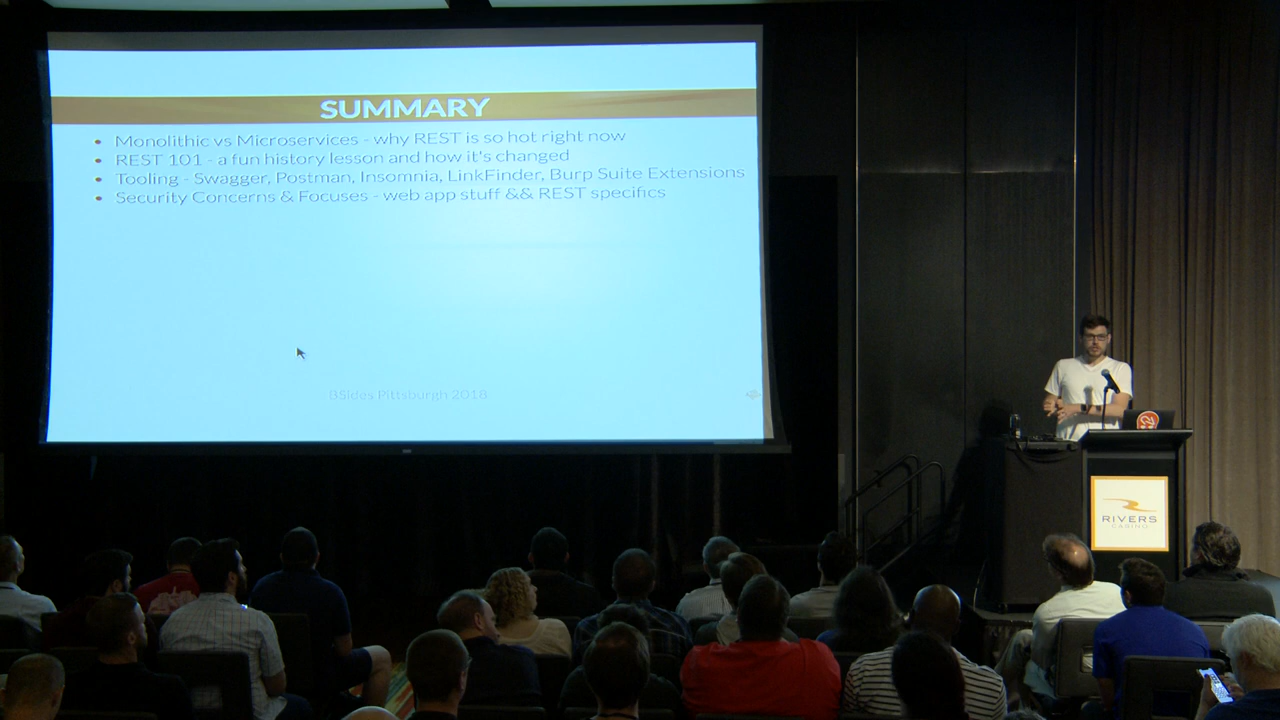 SUMMARY
Monolithic vs Microservices - why REST is so hot right now
REST 101 - a fun history lesson and how it's changed
Tooling - Swagger, Postman, Insomnia, LinkFinder, Burp Suite Extensions
Security Concerns & Focuses - web app stuff && REST specifics
BSides Pittsburgh 2018
RIVERS
CASINO